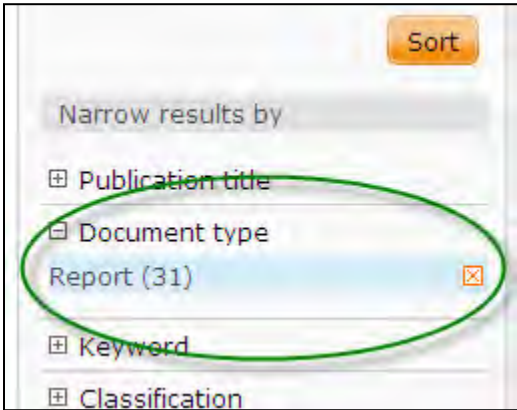 Sort
Narrow results by
Publication title
Document type
Report (31)
Keyword
Classification